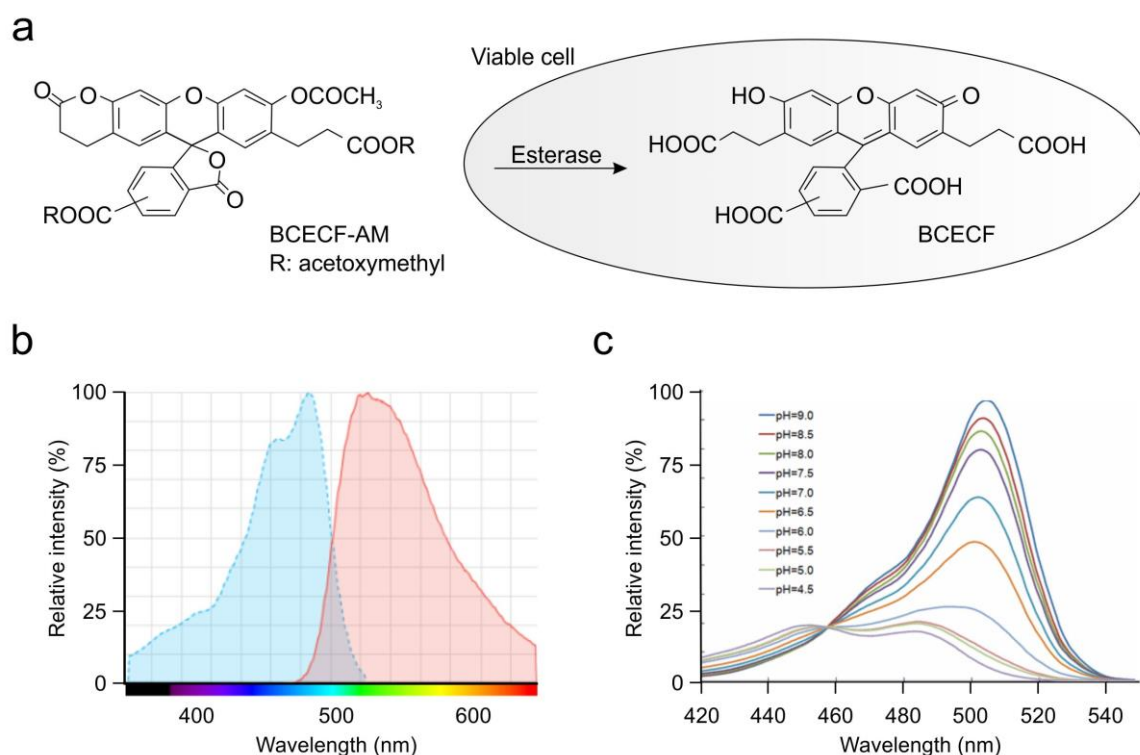 a
O
O
O
OCOCH₃
COOR
O
O
ROOC
BCECF-AM
R: acetoxymethyl
Viable cell
Esterase
HO
O
O
HOOC
COOH
COOH
HOOC
BCECF
b
Relative intensity (%)
100
75
50
25
0
400
500
600
Wavelength (nm)
c
Relative intensity (%)
100
75
50
25
0
pH=9.0
pH=8.5
pH=8.0
pH=7.5
pH=7.0
pH=6.5
pH=6.0
pH=5.5
pH=5.0
pH=4.5
420
440
460
480
500
520
540
Wavelength (nm)